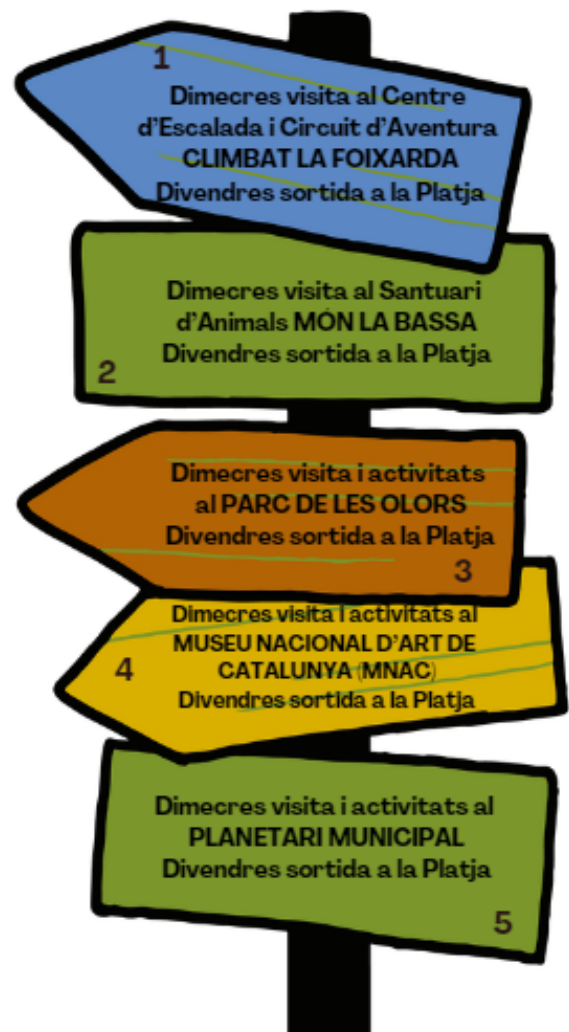 1
Dimecres visita al Centre
d'Escalada i Circuit d'Aventura
CLIMBAT LA FOIXARDA
Divendres sortida a la Platja
Dimecres visita al Santuari
d'Animals MÓN LA BASSA
Divendres sortida a la Platja
2
Dimecres visita i activitats
al PARC DE LES OLORS
Divendres sortida a la Platja
3
Dimecres visita i activitats al
MUSEU NACIONAL D'ART DE
4
CATALUNYA (MNAC)
Divendres sortida a la Platja
Dimecres visita i activitats al
PLANETARI MUNICIPAL
Divendres sortida a la Platja
5